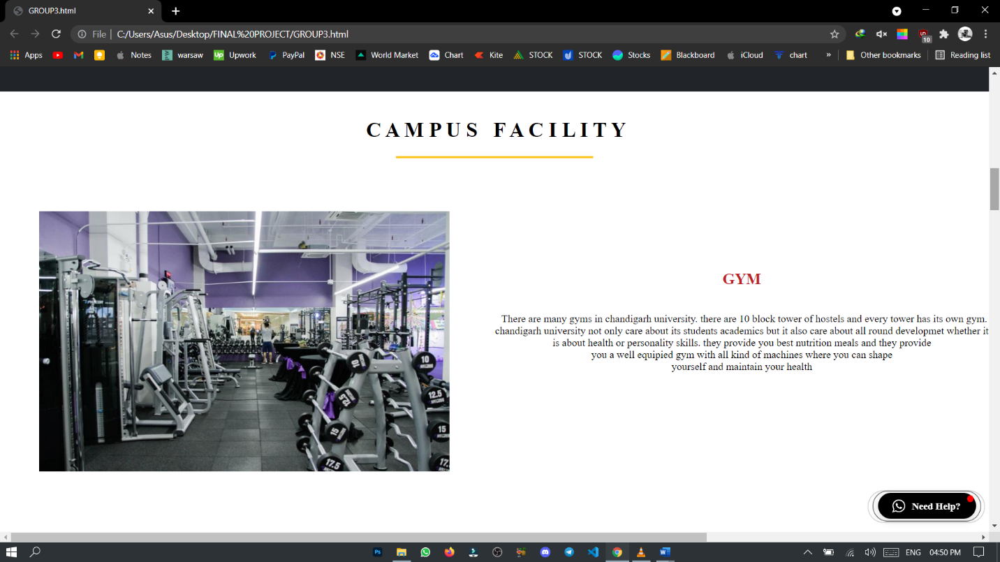 GROUP3.html
File | C:/Users/Asus/Desktop/FINAL%20PROJECT/GROUP3.html
10
Apps Notes warsaw Upwork PayPal NSE World Market Chart Kite STOCK STOCK Stocks Blackboard iCloud chart » Other bookmarks Reading list
CAMPUS FACILITY
GYM
There are many gyms in chandigarh university. there are 10 block tower of hostels and every tower has its own gym.
chandigarh university not only care about its students academics but it also care about all round developmet whether it
is about health or personality skills. they provide you best nutrition meals and they provide
you a well equipied gym with all kind of machines where you can shape
yourself and maintain your health
10
10
12.5
12.5
15
15
17.5
17.
Need Help?
ENG 04:50 PM